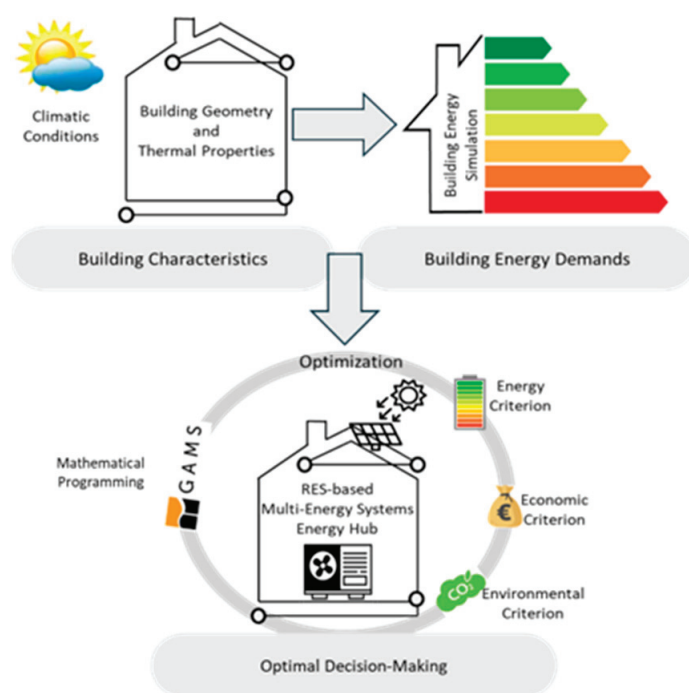 Climatic
Conditions
Building Geometry
and
Thermal Properties
Building Energy
Simulation
Building Characteristics
Building Energy Demands
Optimization
Energy
Criterion
GAMS
Mathematical
Programming
RES-based
Multi-Energy Systems
Energy Hub
€
Economic
Criterion
CO₂
Environmental
Criterion
Optimal Decision-Making